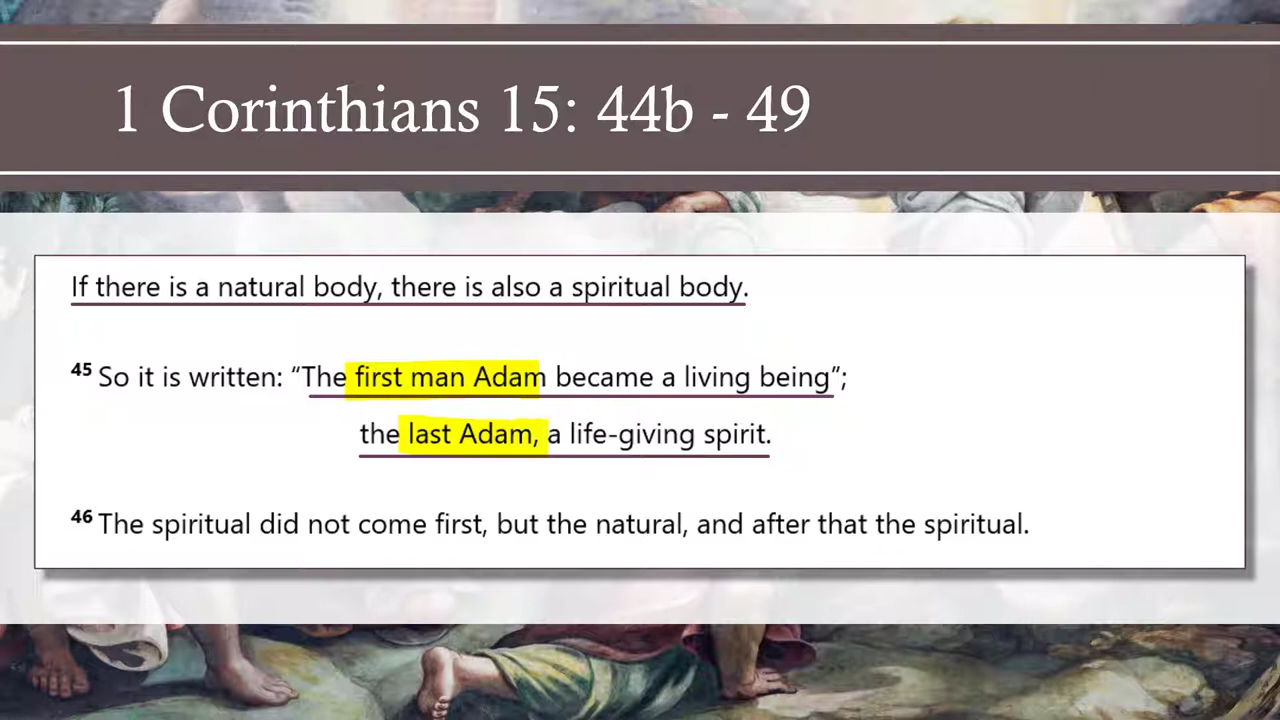 1 Corinthians 15: 44b - 49
If there is a natural body, there is also a spiritual body.
45 So it is written: “The first man Adam became a living being”;
the last Adam, a life-giving spirit.
46 The spiritual did not come first, but the natural, and after that the spiritual.